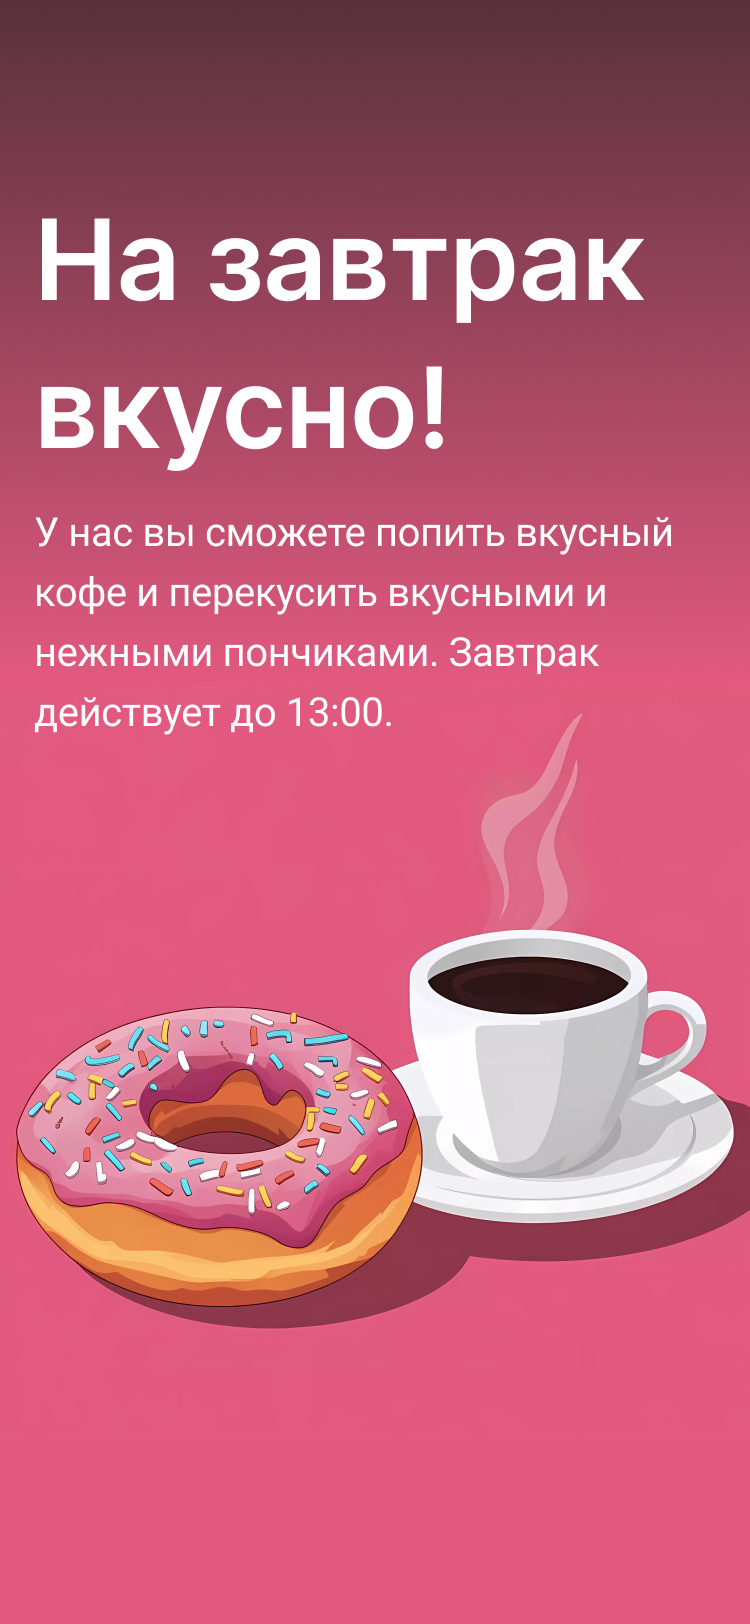 На завтрак
вкусно!
У нас вы сможете попить вкусный
кофе и перекусить вкусными и
нежными пончиками. Завтрак
действует до 13:00.